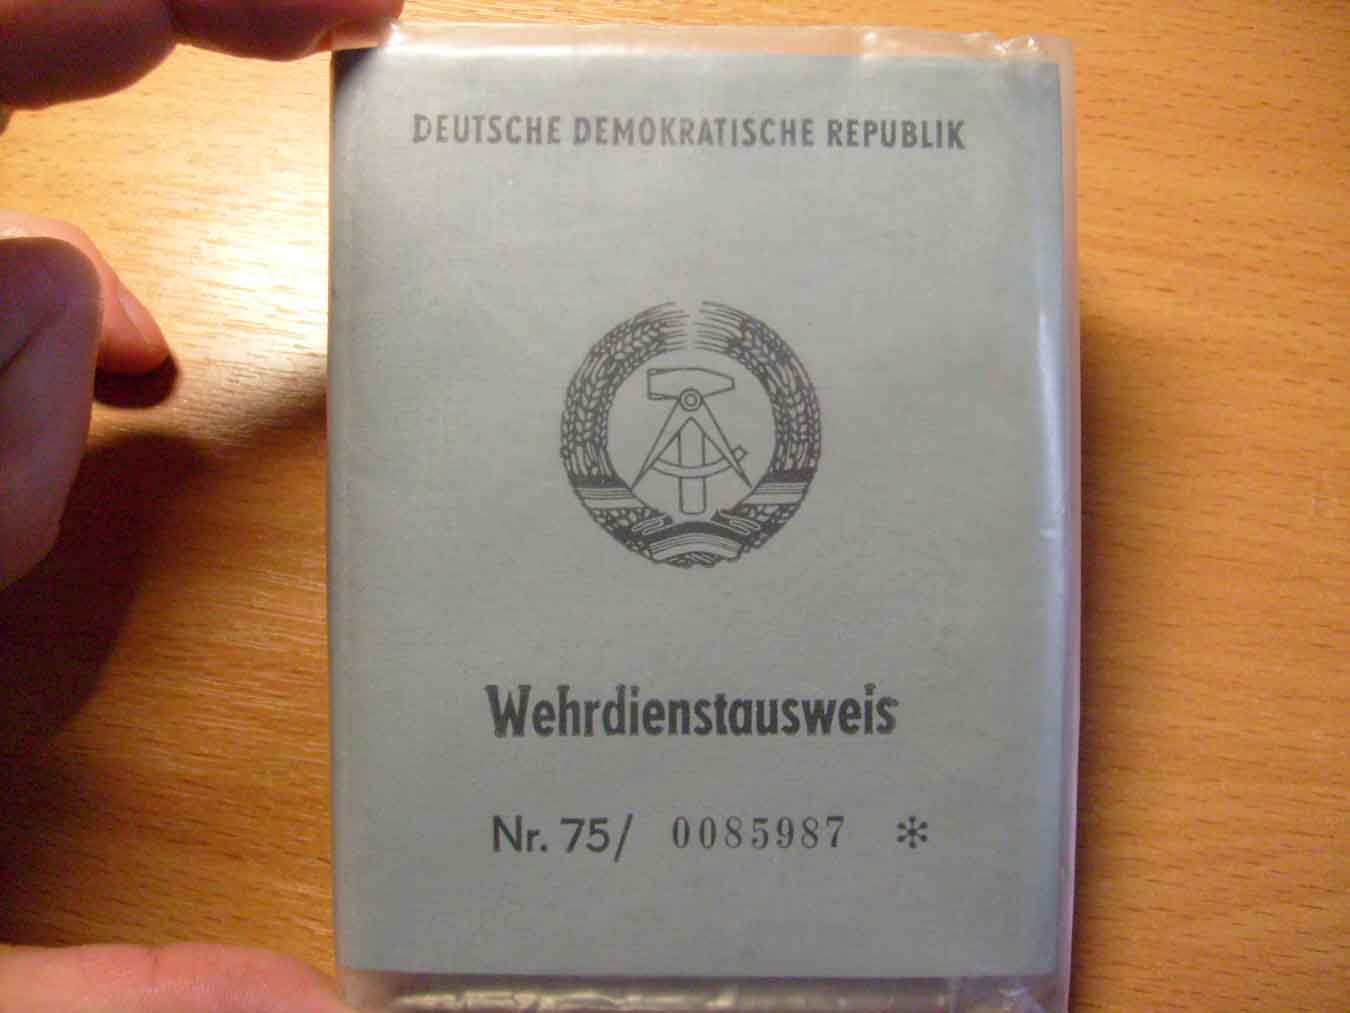 DEUTSCHE DEMOKRATISCHE REPUBLIK
Wehrdienstausweis
Nr. 75/ 0085987 *